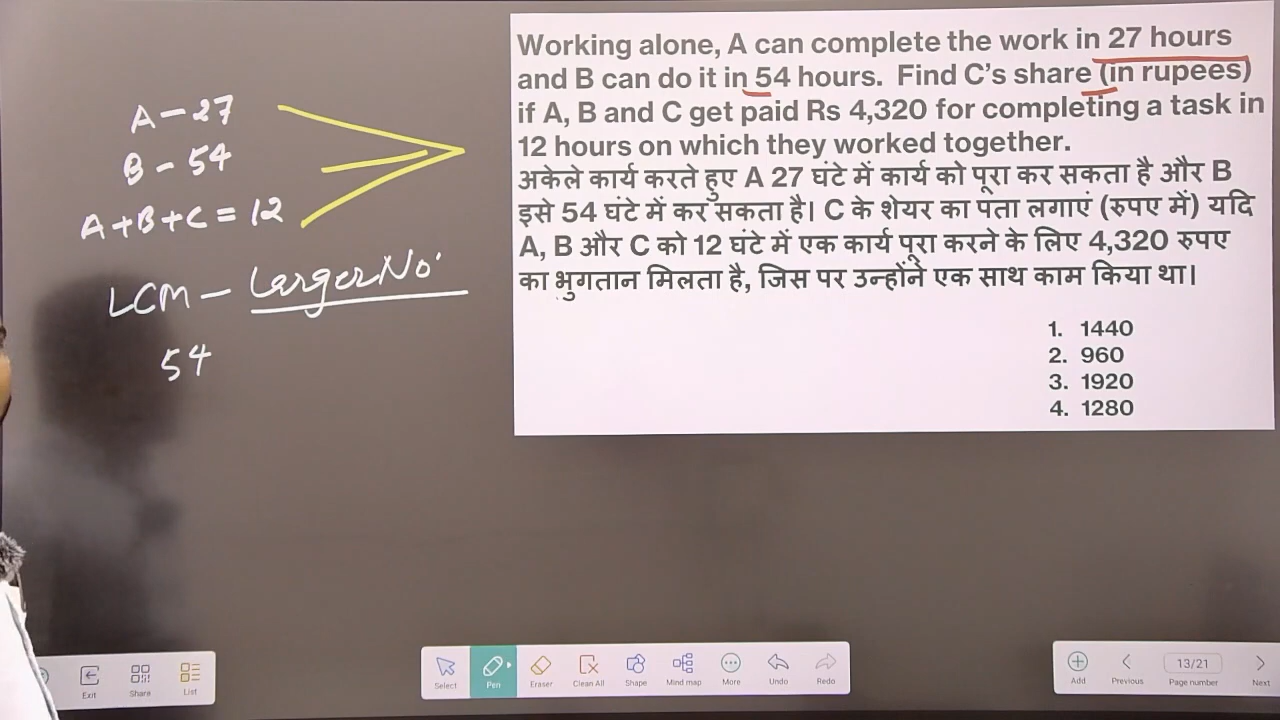 A - 27
B - 54
A+B+C = 12
LCM - Larger No.
54
Working alone, A can complete the work in 27 hours
and B can do it in 54 hours. Find C's share (in rupees)
if A, B and C get paid Rs 4,320 for completing a task in
12 hours on which they worked together.
अकेले कार्य करते हुए A 27 घंटे में कार्य को पूरा कर सकता है और B
इसे 54 घंटे में कर सकता है। C के शेयर का पता लगाएं (रुपए में) यदि
A, B और C को 12 घंटे में एक कार्य पूरा करने के लिए 4,320 रुपए
का भुगतान मिलता है, जिस पर उन्होंने एक साथ काम किया था।
1. 1440
2. 960
3. 1920
4. 1280
Exit Share List
Select Pen Eraser Clean All Shape Mind map More Undo Redo
13/21
Add Previous Page number Next